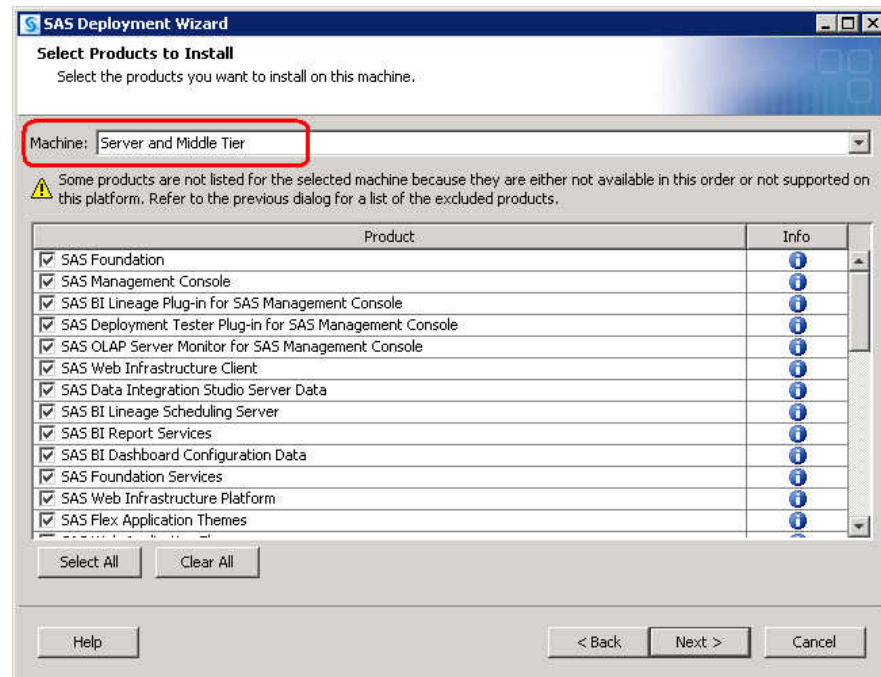 SAS Deployment Wizard
Select Products to Install
Select the products you want to install on this machine.
Machine: Server and Middle Tier
Some products are not listed for the selected machine because they are either not available in this order or not supported on
this platform. Refer to the previous dialog for a list of the excluded products.
Product Info
SAS Foundation
SAS Management Console
SAS BI Lineage Plug-in for SAS Management Console
SAS Deployment Tester Plug-in for SAS Management Console
SAS OLAP Server Monitor for SAS Management Console
SAS Web Infrastructure Client
SAS Data Integration Studio Server Data
SAS BI Lineage Scheduling Server
SAS BI Report Services
SAS BI Dashboard Configuration Data
SAS Foundation Services
SAS Web Infrastructure Platform
SAS Flex Application Themes
Select All Clear All
Help < Back Next > Cancel